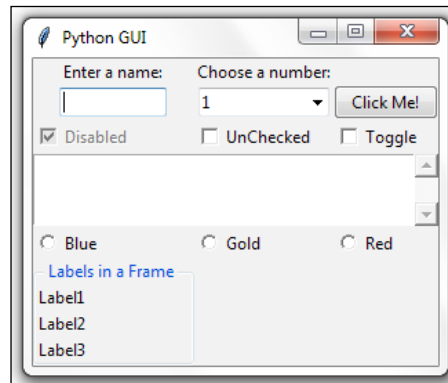 Python GUI
Enter a name: Choose a number:
1 Click Me!
Disabled UnChecked Toggle
Blue Gold Red
Labels in a Frame
Label1
Label2
Label3